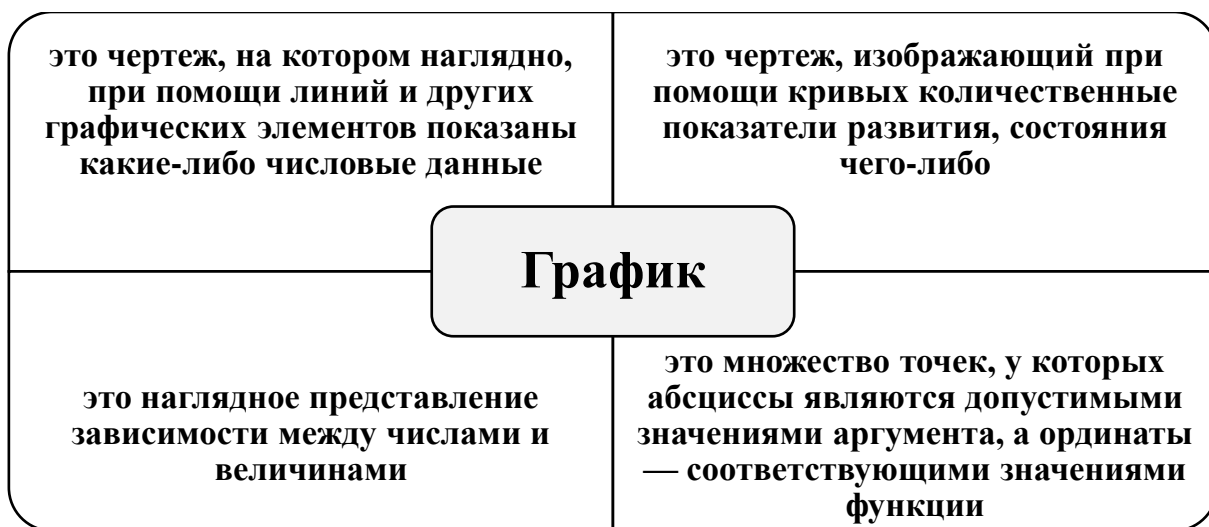 это чертеж, на котором наглядно,
при помощи линий и других
графических элементов показаны
какие-либо числовые данные
это чертеж, изображающий при
помощи кривых количественные
показатели развития, состояния
чего-либо
График
это наглядное представление
зависимости между числами и
величинами
это множество точек, у которых
абсциссы являются допустимыми
значениями аргумента, а ординаты
— соответствующими значениями
функции